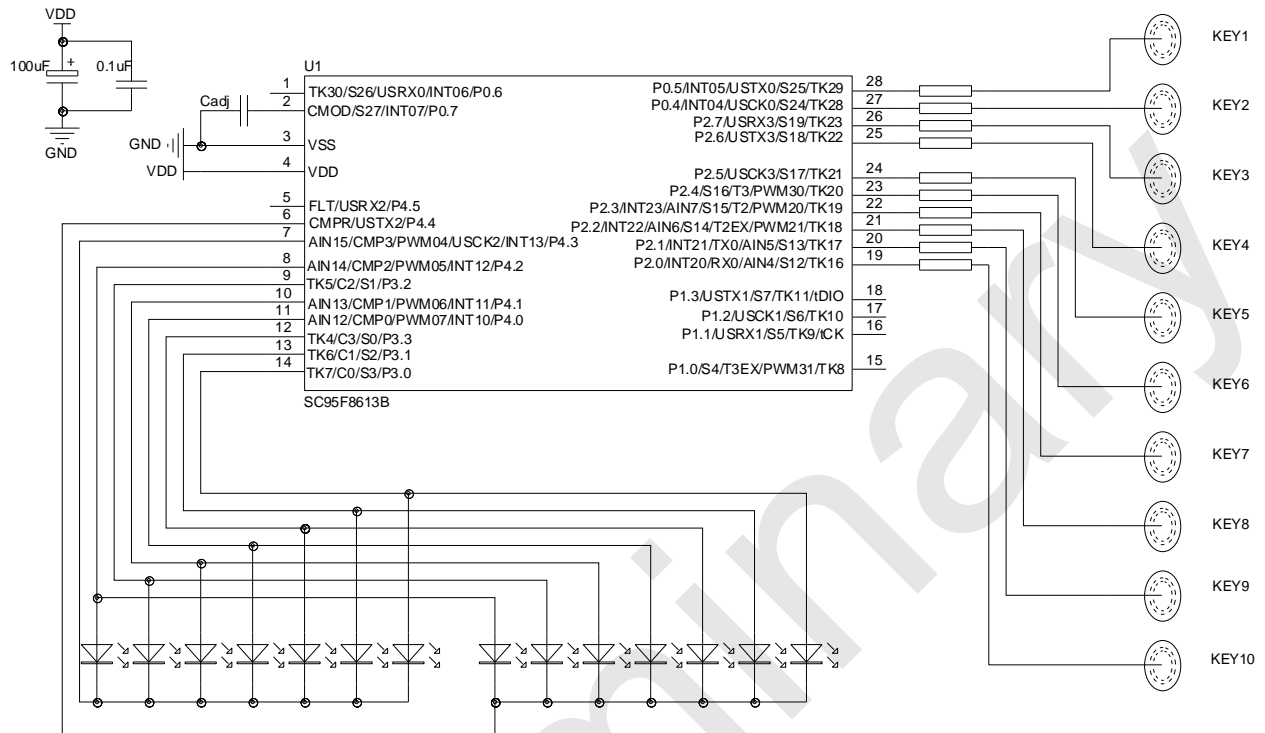 VDD
100uF
+
0.1uF
GND
U1
Cadj
GND
VDD
1 TK30/S26/USRX0/INT06/P0.6
2 CMOD/S27/INT07/P0.7
3 VSS
4 VDD
5 FLT/USRX2/P4.5
6 CMPR/USTX2/P4.4
7 AIN15/CMP3/PWM04/USCK2/INT13/P4.3
8 AIN14/CMP2/PWM05/INT12/P4.2
9 TK5/C2/S1/P3.2
10 AIN13/CMP1/PWM06/INT11/P4.1
11 AIN12/CMP0/PWM07/INT10/P4.0
12 TK4/C3/S0/P3.3
13 TK6/C1/S2/P3.1
14 TK7/C0/S3/P3.0
P0.5/INT05/USTX0/S25/TK29 28
P0.4/INT04/USCK0/S24/TK28 27
P2.7/USRX3/S19/TK23 26
P2.6/USTX3/S18/TK22 25
P2.5/USCK3/S17/TK21 24
P2.4/S16/T3/PWM30/TK20 23
P2.3/INT23/AIN7/S15/T2/PWM20/TK19 22
P2.2/INT22/AIN6/S14/T2EX/PWM21/TK18 21
P2.1/INT21/TX0/AIN5/S13/TK17 20
P2.0/INT20/RX0/AIN4/S12/TK16 19
P1.3/USTX1/S7/TK11/tDIO 18
P1.2/USCK1/S6/TK10 17
P1.1/USRX1/S5/TK9/tCK 16
P1.0/S4/T3EX/PWM31/TK8 15
SC95F8613B
KEY1
KEY2
KEY3
KEY4
KEY5
KEY6
KEY7
KEY8
KEY9
KEY10
minary